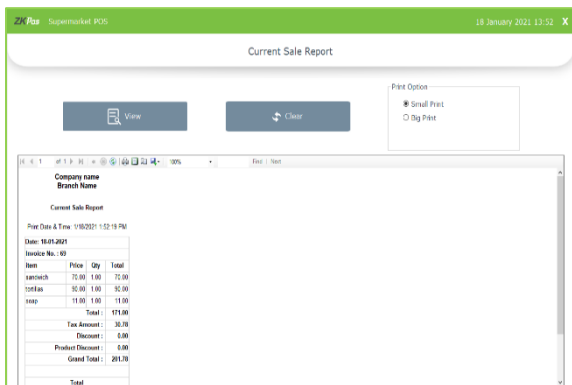 ZKPos Supermarket POS 18 January 2021 13:52 X
Current Sale Report
Print Option
View
Clear
Small Print
Big Print
1 of 1 100% Find | Next
Company name
Branch Name
Current Sale Report
Print Date & Time: 1/18/2021 1:52:19 PM
Date: 18-01-2021
Invoice No. : 69
Item Price Qty Total
sandwich 70.00 1.00 70.00
tortillas 90.00 1.00 90.00
soap 11.00 1.00 11.00
Total : 171.00
Tax Amount : 30.78
Discount : 0.00
Product Discount : 0.00
Grand Total : 201.78
Total